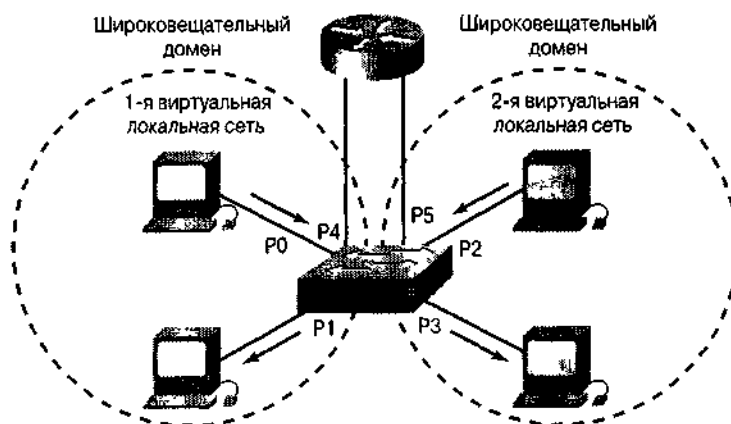 Широковещательный
домен
Широковещательный
домен
1-я виртуальная
локальная сеть
2-я виртуальная
локальная сеть
P4
P5
P0
P2
P1
P3